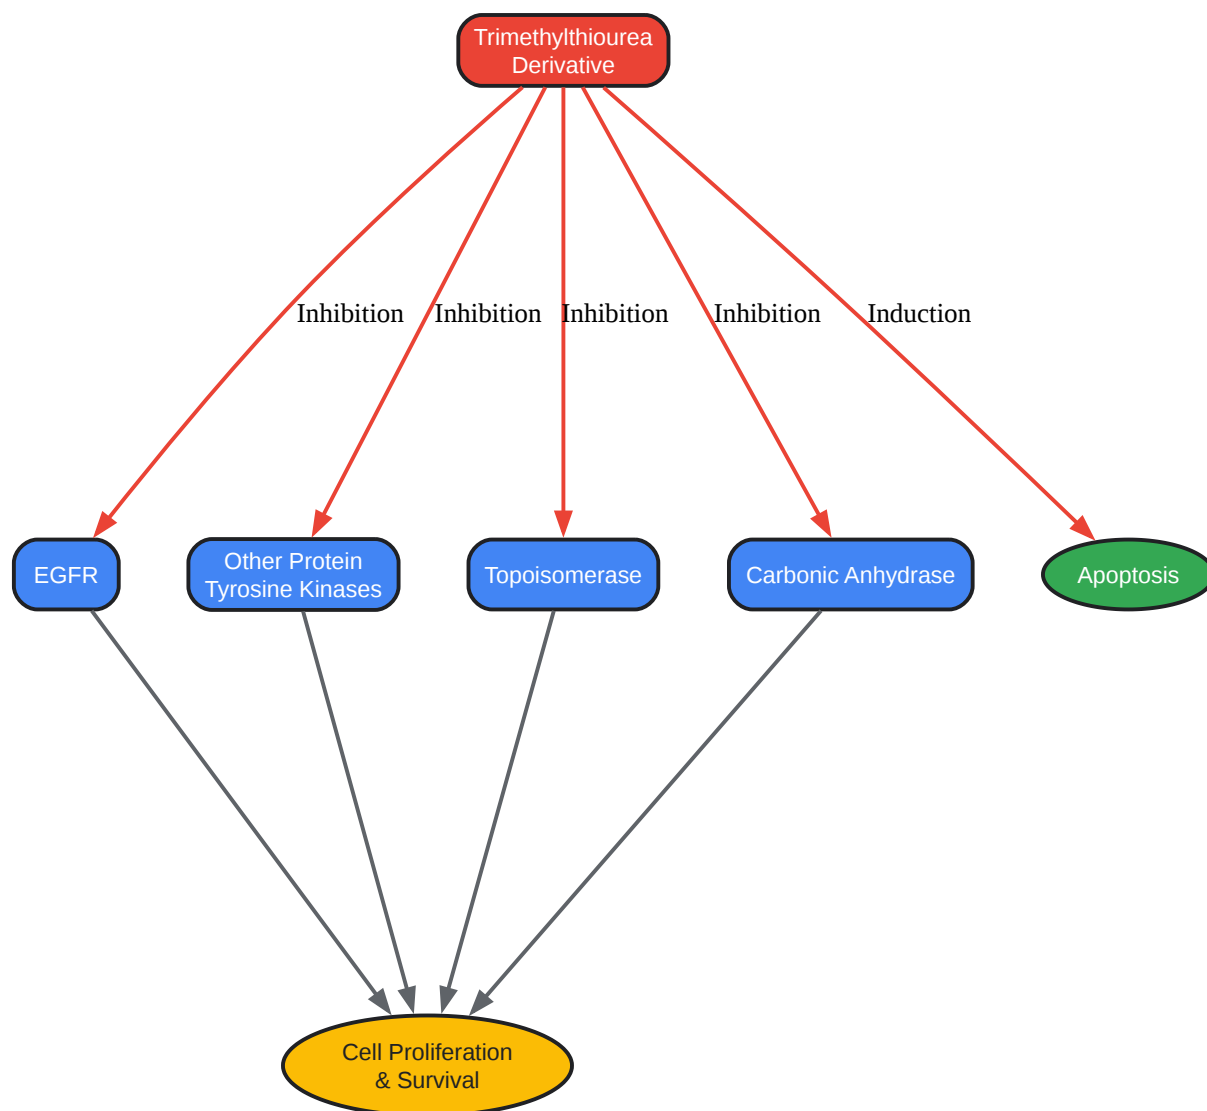 Trimethylthiourea
Derivative
Inhibition
Inhibition
Inhibition
Inhibition
Induction
EGFR
Other Protein
Tyrosine Kinases
Topoisomerase
Carbonic Anhydrase
Apoptosis
Cell Proliferation
& Survival